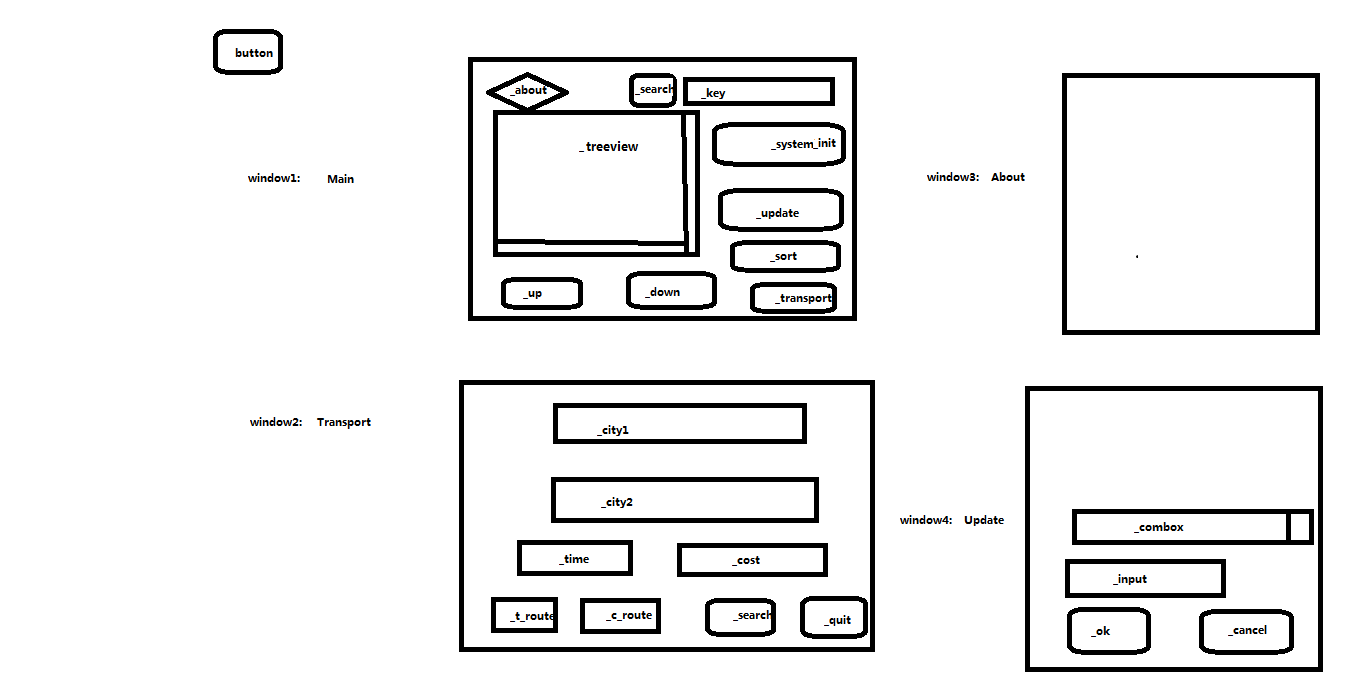 button
_about
_search
_key
_treeview
_system_init
window1: Main
_update
_sort
_up
_down
_transport
window3: About
window2: Transport
_city1
_city2
_time
_cost
_t_route
_c_route
_search
_quit
window4: Update
_combox
_input
_ok
_cancel